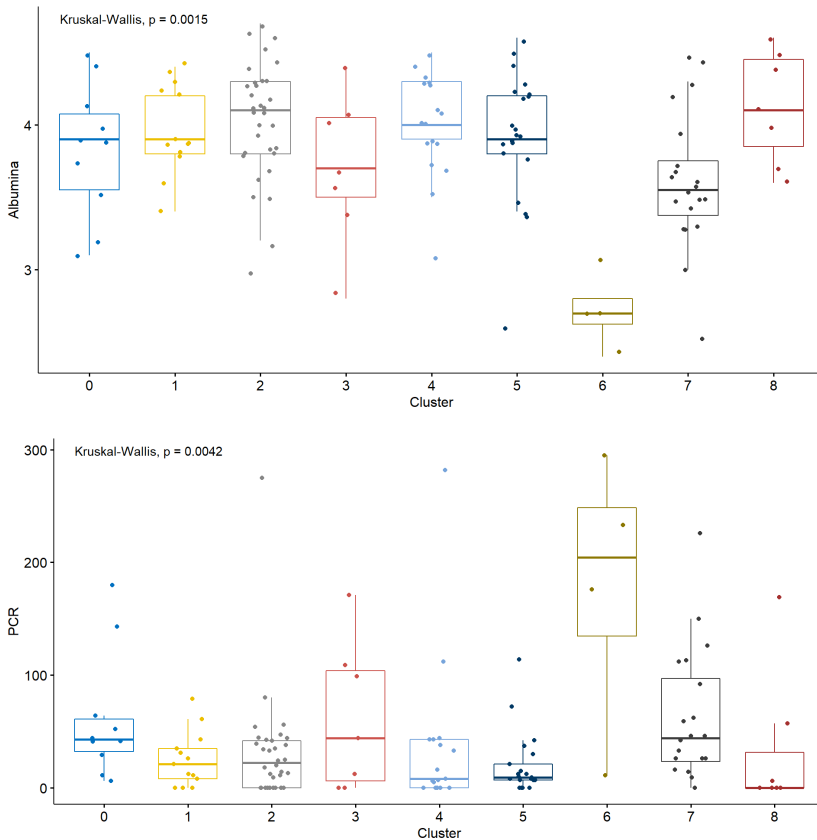 Kruskal-Wallis, p = 0.0015
Albumina
4
3
0 1 2 3 4 5 6 7 8
Cluster
Kruskal-Wallis, p = 0.0042
PCR
300
200
100
0
0 1 2 3 4 5 6 7 8
Cluster